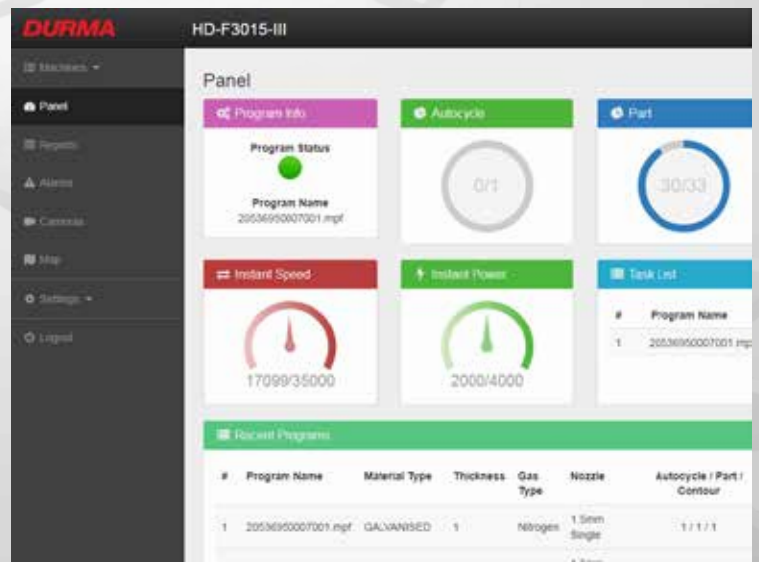 DURMA
HD-F3015-III
Machines
Panel
Reports
Alarms
Cameras
Map
Settings
Logout
Panel
Program Info
Program Status
Program Name
20536950007001.mpf
Autocycle
0/1
Part
30/33
Instant Speed
17099/35000
Instant Power
2000/4000
Task List
# Program Name
1 20536950007001.mp
Recent Programs
# Program Name Material Type Thickness Gas Type Nozzle Autocycle / Part / Contour
1 20536950007001.mpf GALVANISED 1 Nitrogen 1.5mm Single 1 / 1 / 1